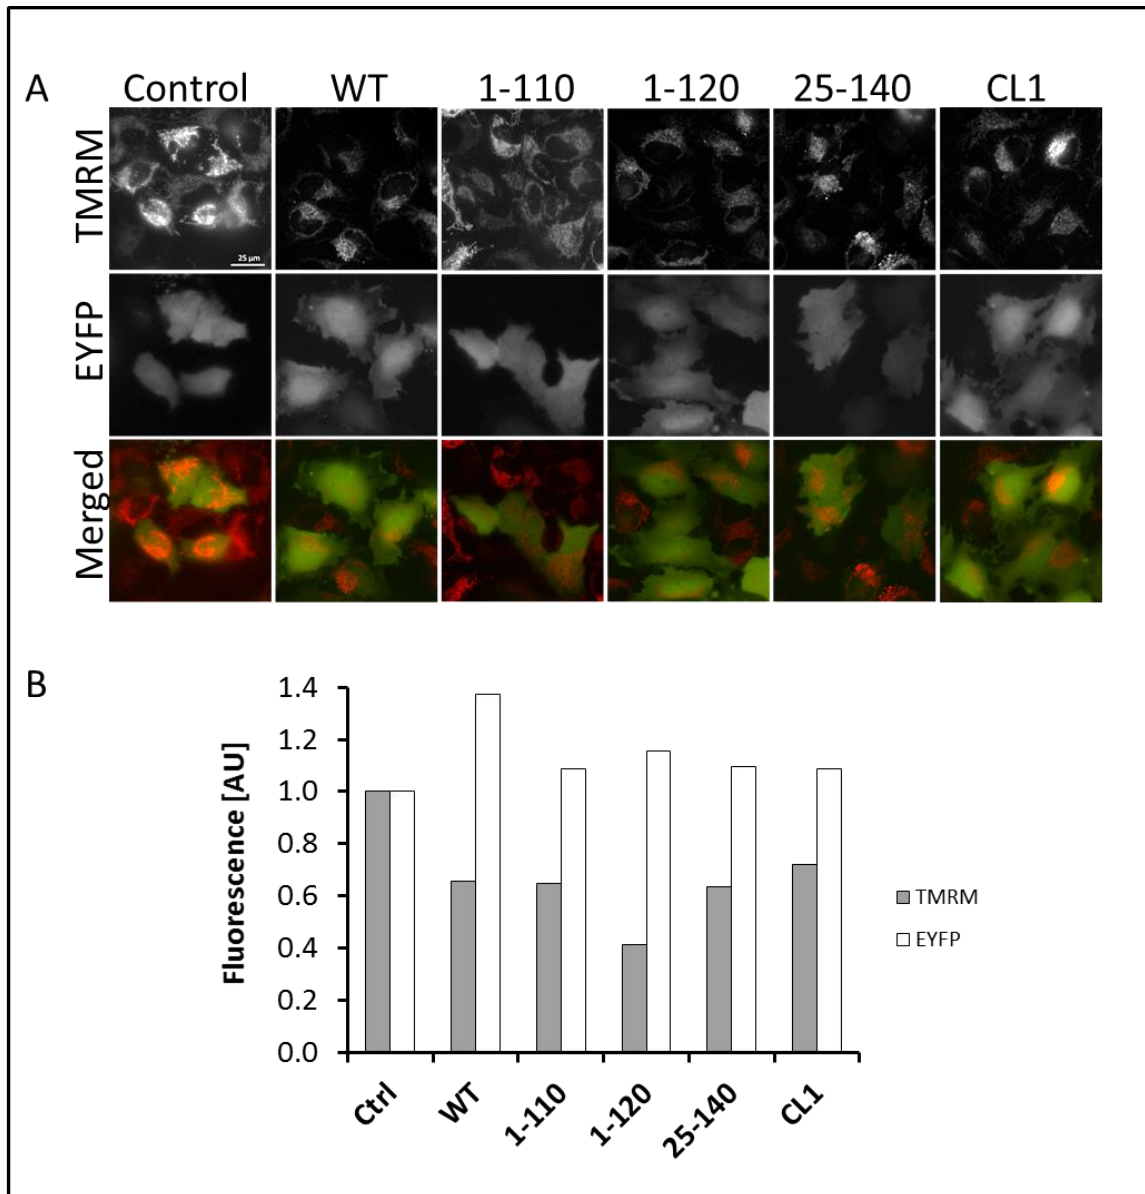 A
Control WT 1-110 1-120 25-140 CL1
TMRM
25 µm
EYFP
Merged
B
Fluorescence [AU]
1.4
1.2
1.0
0.8
0.6
0.4
0.2
0.0
Ctrl WT 1-110 1-120 25-140 CL1
TMRM
EYFP